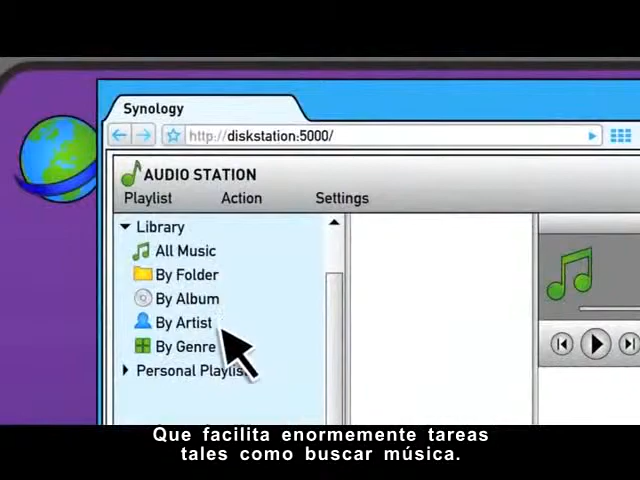 Synology
http://diskstation:5000/
AUDIO STATION
Playlist Action Settings
Library
All Music
By Folder
By Album
By Artist
By Genre
Personal Playlist
Que facilita enormemente tareas
tales como buscar música.